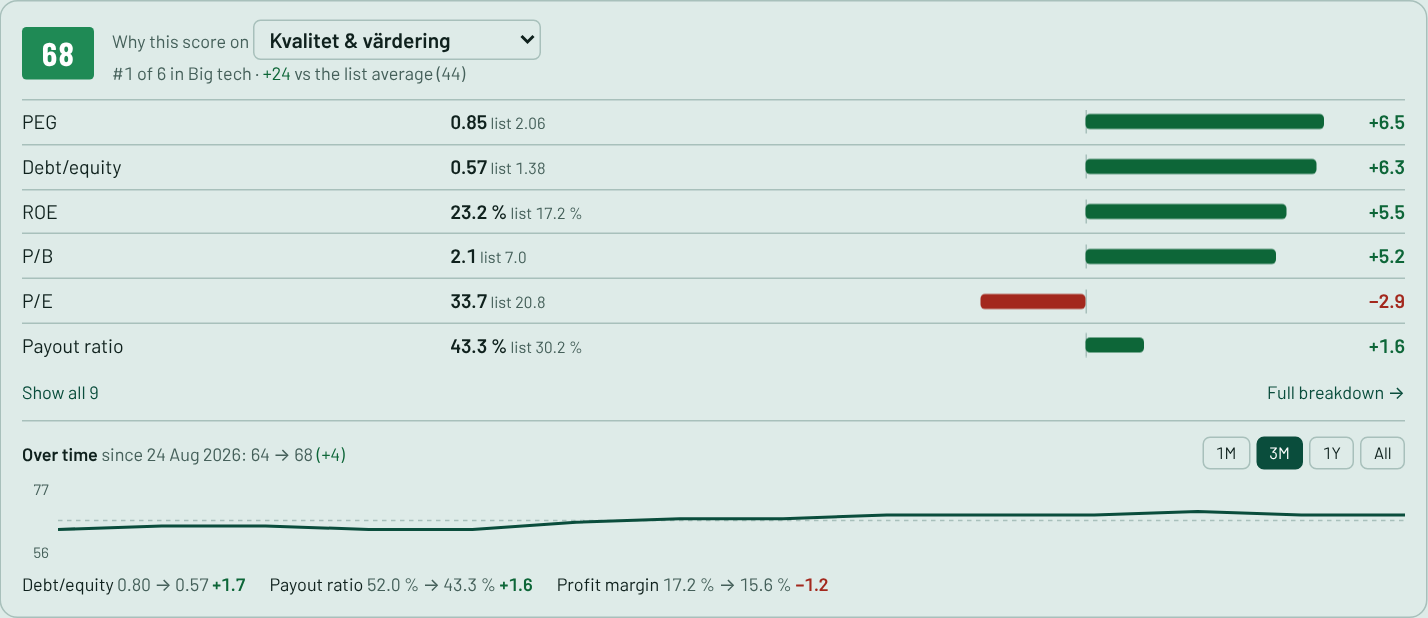 68
Why this score on Kvalitet & värdering
#1 of 6 in Big tech · +24 vs the list average (44)
PEG 0.85 list 2.06 +6.5
Debt/equity 0.57 list 1.38 +6.3
ROE 23.2 % list 17.2 % +5.5
P/B 2.1 list 7.0 +5.2
P/E 33.7 list 20.8 −2.9
Payout ratio 43.3 % list 30.2 % +1.6
Show all 9 Full breakdown →
Over time since 24 Aug 2026: 64 → 68 (+4) 1M 3M 1Y All
77
56
Debt/equity 0.80 → 0.57 +1.7 Payout ratio 52.0 % → 43.3 % +1.6 Profit margin 17.2 % → 15.6 % −1.2